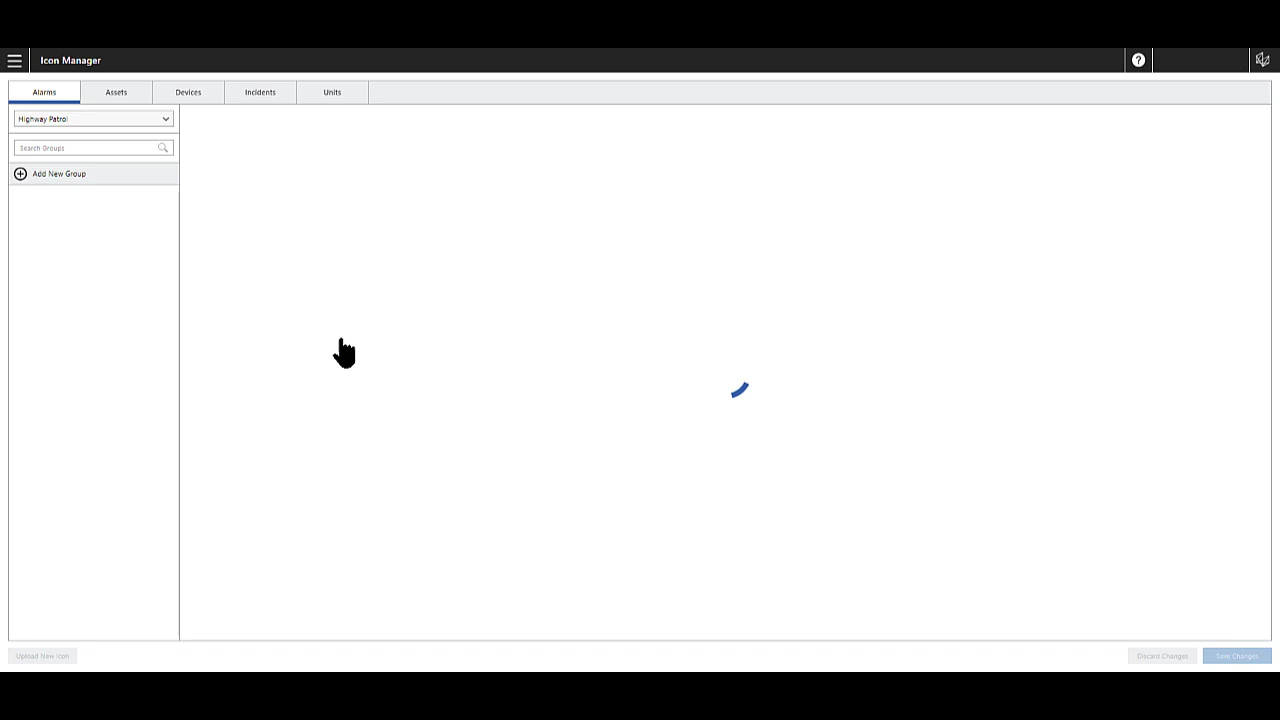 Icon Manager
?
Alarms
Assets
Devices
Incidents
Units
Highway Patrol
Search Groups
Add New Group
Upload New Icon
Discard Changes
Save Changes